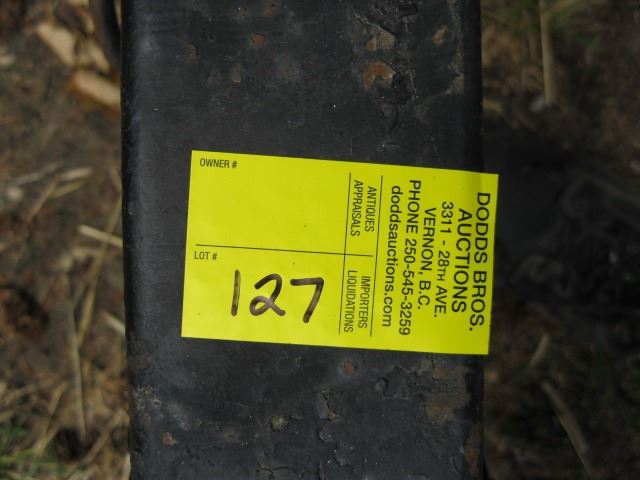 DODDS BROS.
AUCTIONS
3311 - 28TH AVE.
VERNON, B.C.
PHONE 250-545-3259
doddsauctions.com
ANTIQUES
APPRAISALS
IMPORTERS
LIQUIDATIONS
OWNER #
LOT #
127